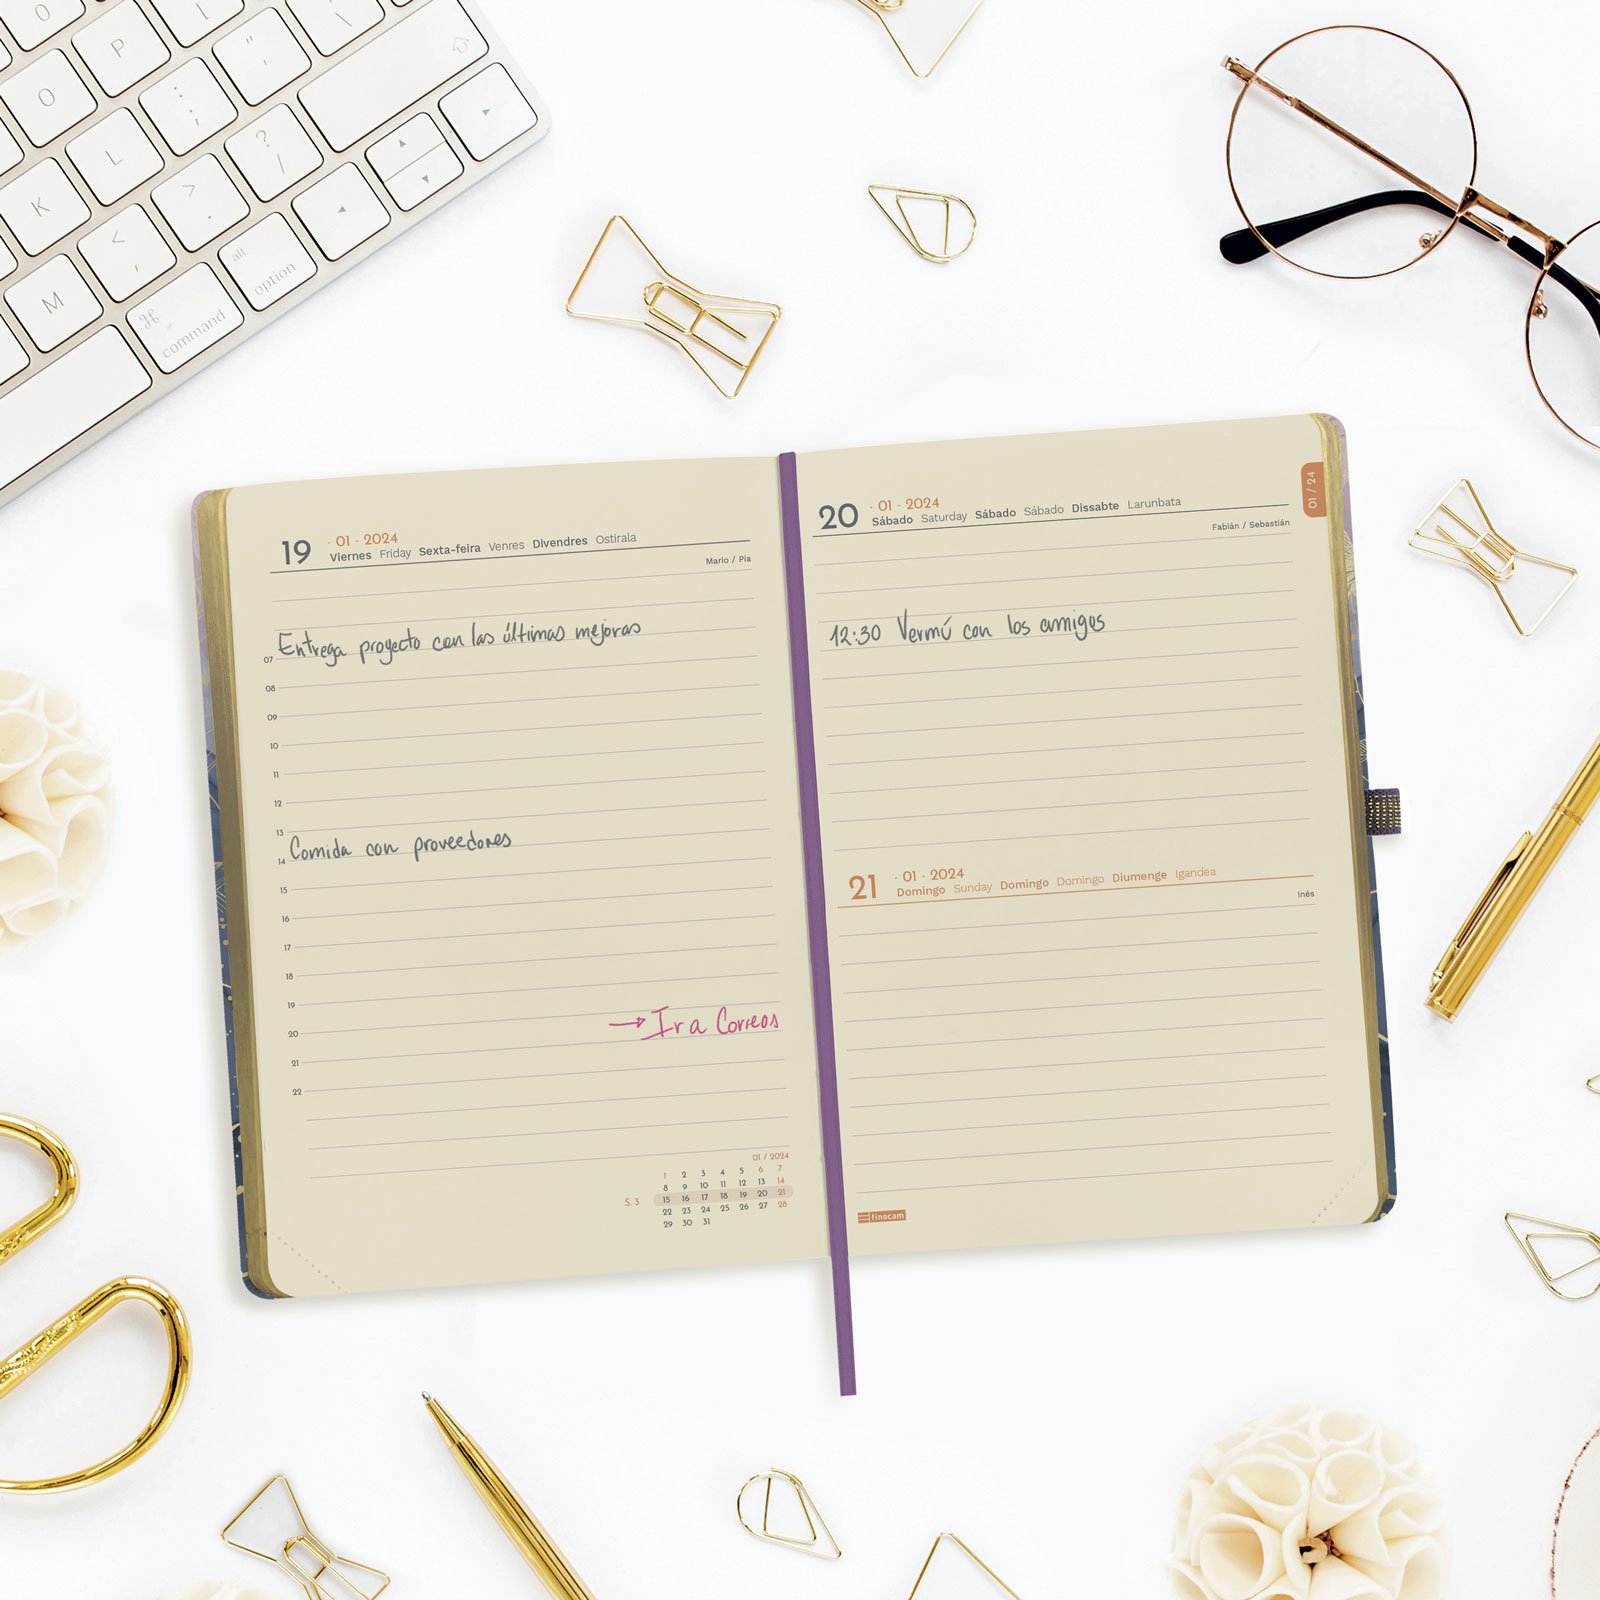 O
P
:
;
"
'
K
L
>
.
?
/
M
<
,
alt
option
⌘
command
19 · 01 · 2024
Viernes Friday Sexta-feira Venres Divendres Ostirala
Mario / Pia
Entrega proyecto con las últimas mejoras
07
08
09
10
11
12
13
Comida con proveedores
14
15
16
17
18
19
→ Ir a Correos
20
21
22
01 / 2024
1 2 3 4 5 6 7
8 9 10 11 12 13 14
S. 3 15 16 17 18 19 20 21
22 23 24 25 26 27 28
29 30 31
20 · 01 · 2024
Sábado Saturday Sábado Sábado Dissabte Larunbata
Fabián / Sebastián
01 / 24
12:30 Vermú con los amigos
21 · 01 · 2024
Domingo Sunday Domingo Domingo Diumenge Igandea
Inés
finocam